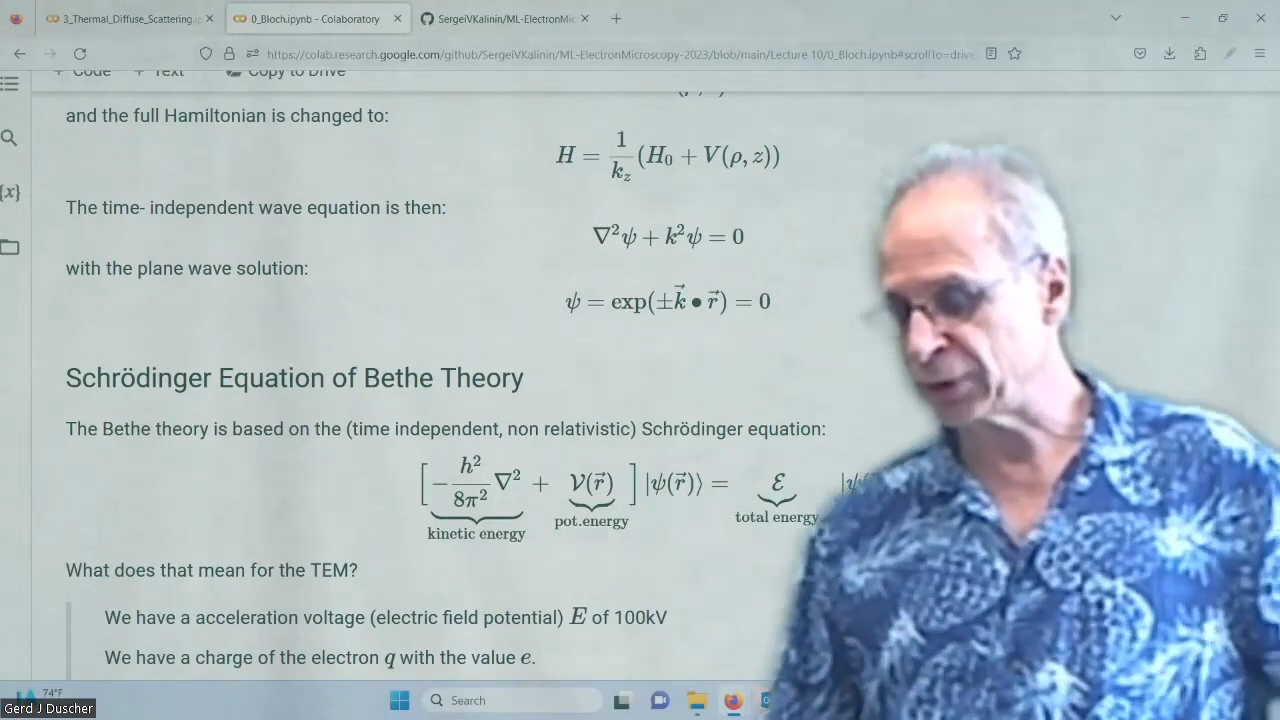 3_Thermal_Diffuse_Scattering.ip
0_Bloch.ipynb - Colaboratory
SergeiVKalinin/ML-ElectronMic
https://colab.research.google.com/github/SergeiVKalinin/ML-ElectronMicroscopy-2023/blob/main/Lecture 10/0_Bloch.ipynb#scrollTo=drive
+ Code + Text Copy to Drive
and the full Hamiltonian is changed to:
H = 1/k_z (H₀ + V(ρ, z))
{x}
The time- independent wave equation is then:
∇²ψ + k²ψ = 0
with the plane wave solution:
ψ = exp(±k⃗ • r⃗) = 0
Schrödinger Equation of Bethe Theory
The Bethe theory is based on the (time independent, non relativistic) Schrödinger equation:
[ − h²/8π² ∇² + 𝒱(r⃗) ] |ψ(r⃗)⟩ = ℰ |ψ(
kinetic energy pot.energy total energy
What does that mean for the TEM?
We have a acceleration voltage (electric field potential) E of 100kV
We have a charge of the electron q with the value e.
74°F
Search
Gerd J Duscher